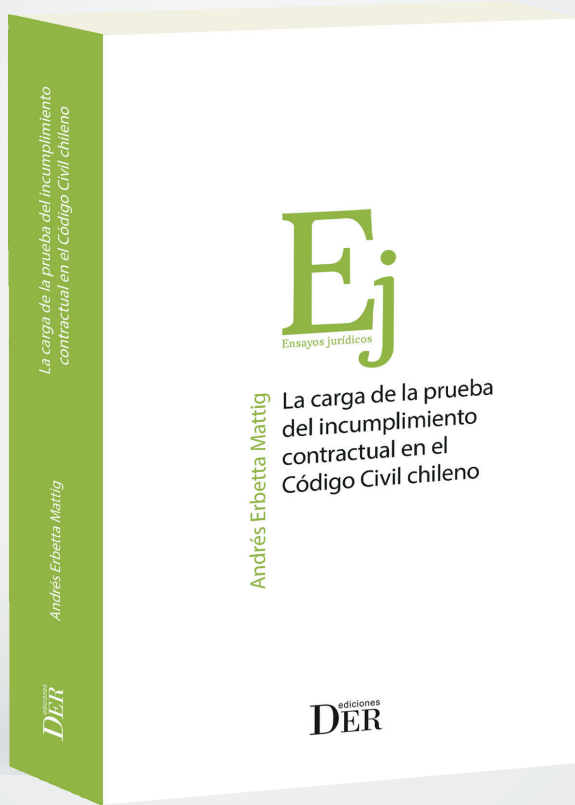 La carga de la prueba del incumplimiento
contractual en el Código Civil chileno
Andrés Erbetta Mattig
ediciones
DER
Ej
Ensayos jurídicos
Andrés Erbetta Mattig
La carga de la prueba
del incumplimiento
contractual en el
Código Civil chileno
ediciones
DER